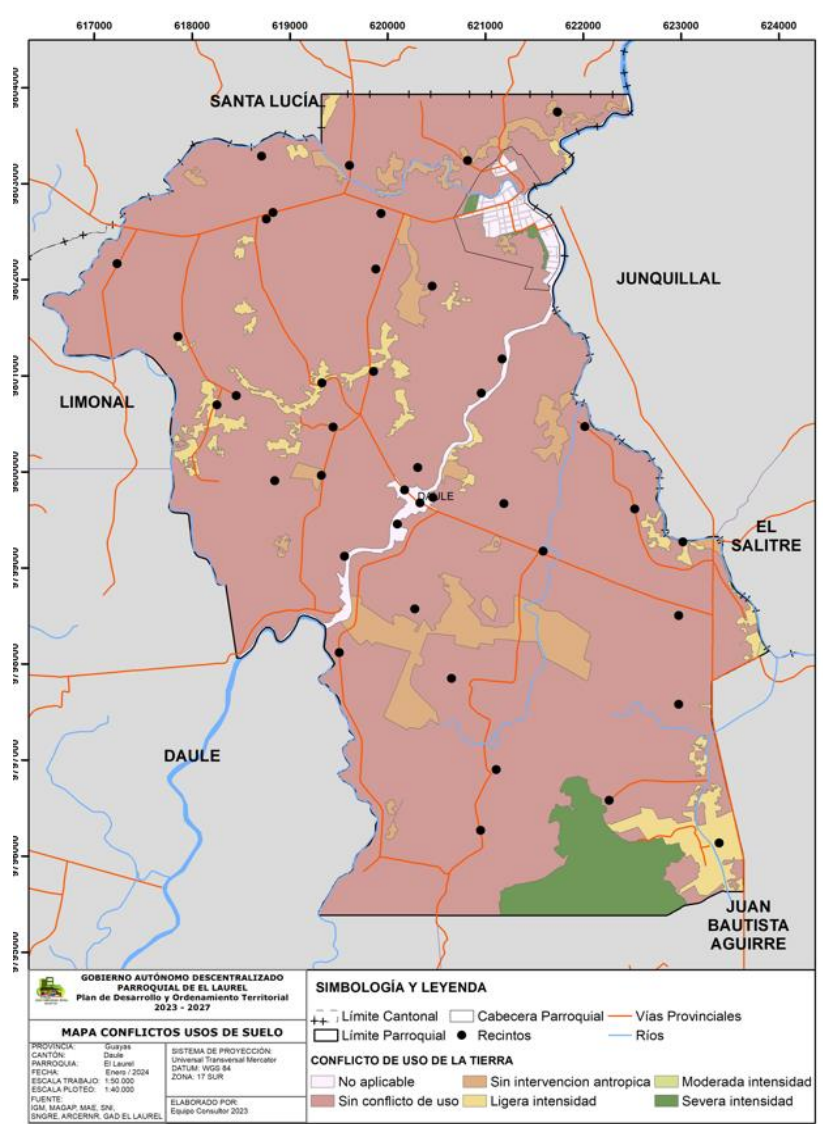 617000 618000 619000 620000 621000 622000 623000 624000
SANTA LUCÍA
JUNQUILLAL
LIMONAL
DAULE
EL
SALITRE
DAULE
JUAN
BAUTISTA
AGUIRRE
GOBIERNO AUTÓNOMO DESCENTRALIZADO
PARROQUIAL DE EL LAUREL
Plan de Desarrollo y Ordenamiento Territorial
2023 - 2027
MAPA CONFLICTOS USOS DE SUELO
PROVINCIA: Guayas
CANTÓN: Daule
PARROQUIA: El Laurel
FECHA: Enero / 2024
ESCALA TRABAJO: 1:50.000
ESCALA PLOTEO: 1:40.000
FUENTE:
IGM, MAGAP, MAE, SNI,
SNGRE, ARCERNR, GAD EL LAUREL
SISTEMA DE PROYECCIÓN:
Universal Transversal Mercator
DATUM: WGS 84
ZONA: 17 SUR
ELABORADO POR:
Equipo Consultor 2023
SIMBOLOGÍA Y LEYENDA
Límite Cantonal Cabecera Parroquial Vías Provinciales
Límite Parroquial Recintos Ríos
CONFLICTO DE USO DE LA TIERRA
No aplicable Sin intervencion antropica Moderada intensidad
Sin conflicto de uso Ligera intensidad Severa intensidad